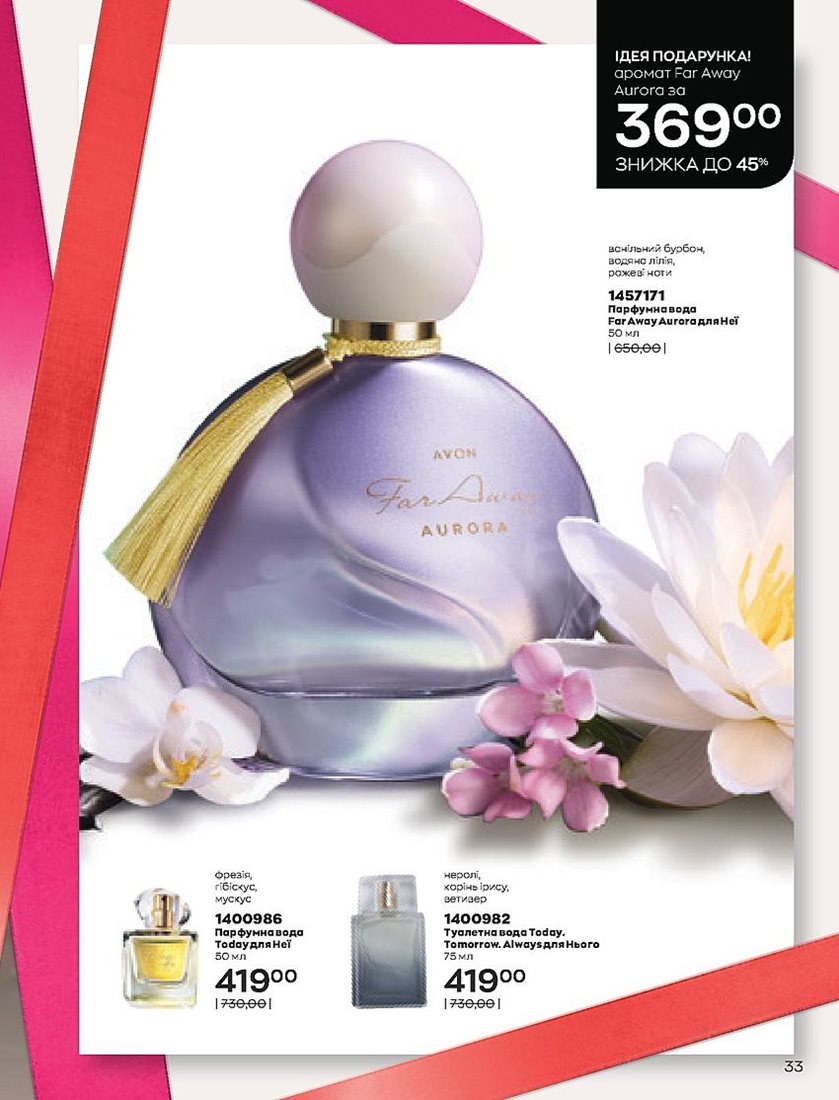 ІДЕЯ ПОДАРУНКА!
аромат Far Away
Aurora за
369⁰⁰
ЗНИЖКА ДО 45%
ванільний бурбон,
водяна лілія,
рожеві ноти
1457171
Парфумна вода
Far Away Aurora для Неї
50 мл
|650,00|
AVON
Far Away
AURORA
фрезія,
гібіскус,
мускус
1400986
Парфумна вода
Today для Неї
50 мл
419⁰⁰
|730,00|
неролі,
корінь ірису,
ветивер
1400982
Туалетна вода Today.
Tomorrow. Always для Нього
75 мл
419⁰⁰
|730,00|
33